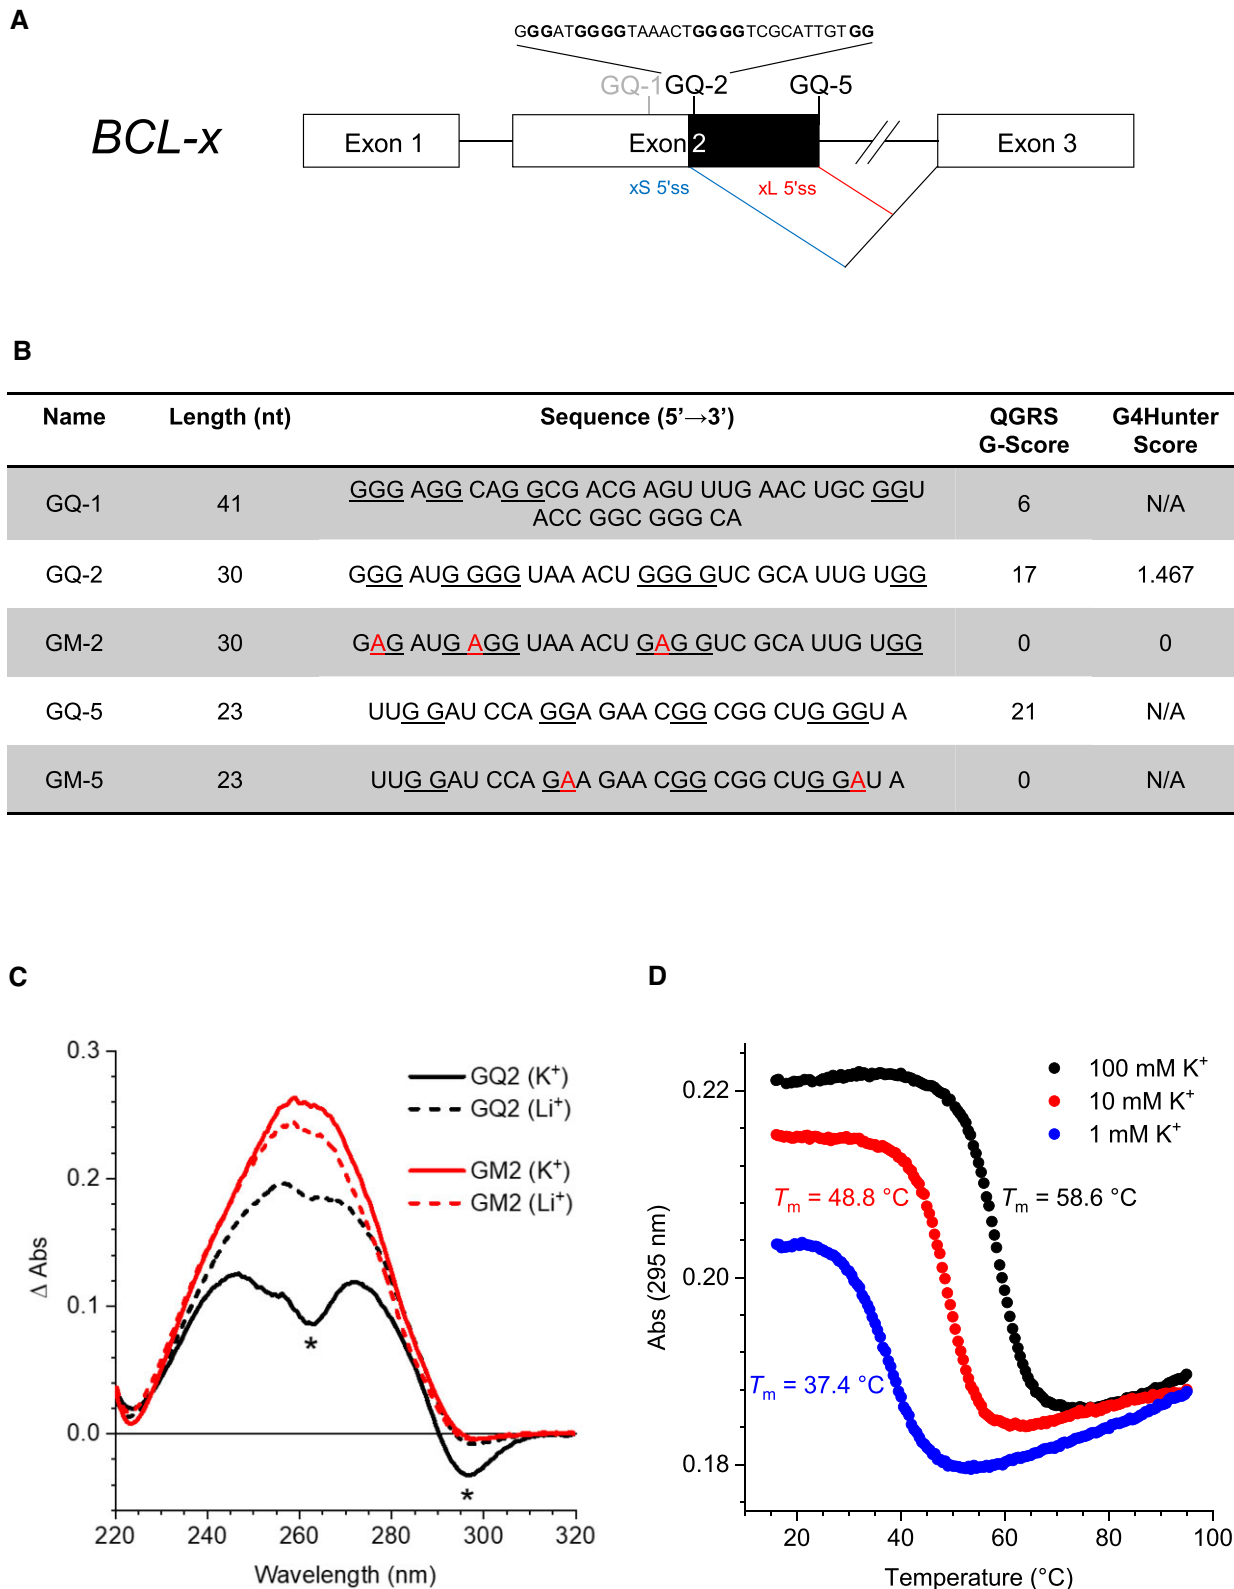 A
GGGATGGGGTAAACTGGGGTCGCATTGTGG
GQ-1 GQ-2 GQ-5
BCL-x
Exon 1 Exon 2 Exon 3
xS 5'ss xL 5'ss
B
Name Length (nt) Sequence (5'→3') QGRS G-Score G4Hunter Score
GQ-1 41 GGG AGG CAG GCG ACG AGU UUG AAC UGC GGU ACC GGC GGG CA 6 N/A
GQ-2 30 GGG AUG GGG UAA ACU GGG GUC GCA UUG UGG 17 1.467
GM-2 30 GAG AUG AGG UAA ACU GAG GUC GCA UUG UGG 0 0
GQ-5 23 UUG GAU CCA GGA GAA CGG CGG CUG GGU A 21 N/A
GM-5 23 UUG GAU CCA GAA GAA CGG CGG CUG GAU A 0 N/A
C
Δ Abs
0.3
0.2
0.1
0.0
GQ2 (K+)
GQ2 (Li+)
GM2 (K+)
GM2 (Li+)
*
*
220 240 260 280 300 320
Wavelength (nm)
D
Abs (295 nm)
0.22
0.20
0.18
100 mM K+
10 mM K+
1 mM K+
Tm = 48.8 °C
Tm = 58.6 °C
Tm = 37.4 °C
20 40 60 80 100
Temperature (°C)